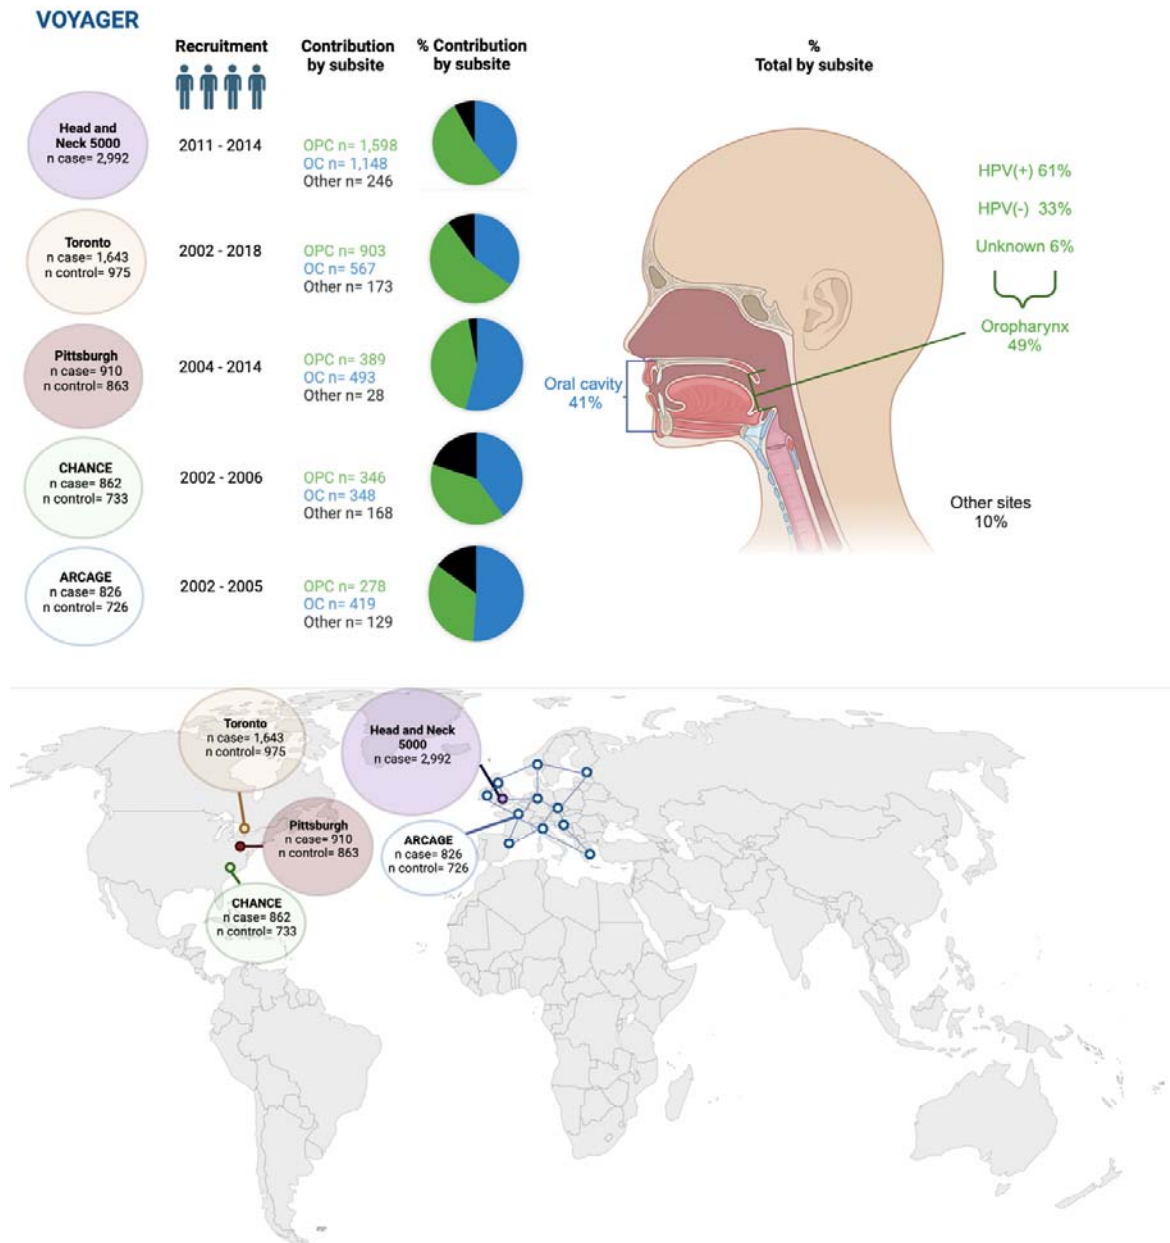 VOYAGER
Recruitment
Contribution
by subsite
% Contribution
by subsite
%
Total by subsite
Head and
Neck 5000
n case= 2,992
2011 - 2014
OPC n= 1,598
OC n= 1,148
Other n= 246
Toronto
n case= 1,643
n control= 975
2002 - 2018
OPC n= 903
OC n= 567
Other n= 173
Pittsburgh
n case= 910
n control= 863
2004 - 2014
OPC n= 389
OC n= 493
Other n= 28
CHANCE
n case= 862
n control= 733
2002 - 2006
OPC n= 346
OC n= 348
Other n= 168
ARCAGE
n case= 826
n control= 726
2002 - 2005
OPC n= 278
OC n= 419
Other n= 129
HPV(+) 61%
HPV(-) 33%
Unknown 6%
Oropharynx
49%
Oral cavity
41%
Other sites
10%
Toronto
n case= 1,643
n control= 975
Head and Neck
5000
n case= 2,992
Pittsburgh
n case= 910
n control= 863
ARCAGE
n case= 826
n control= 726
CHANCE
n case= 862
n control= 733